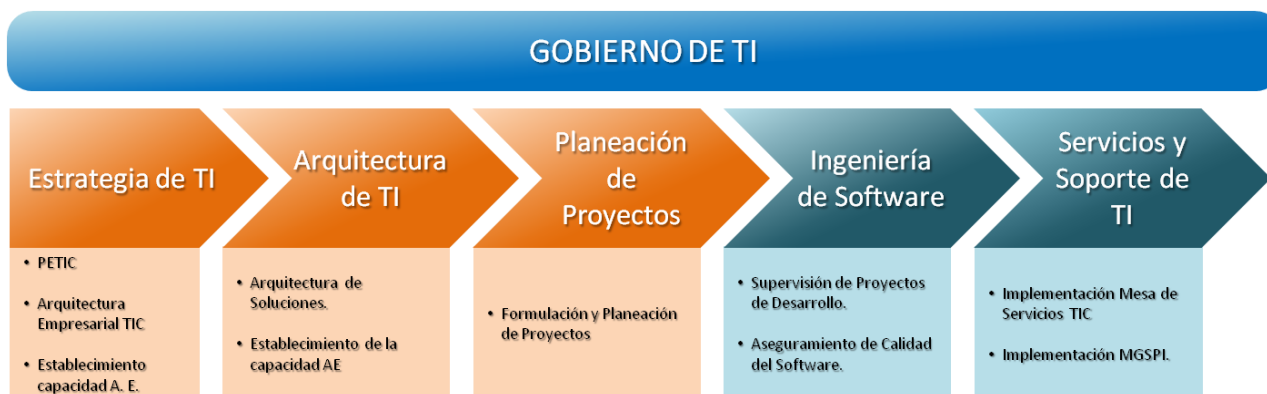 GOBIERNO DE TI
Estrategia de TI
Arquitectura
de TI
Planeación
de
Proyectos
Ingeniería
de Software
Servicios y
Soporte de
TI
• PETIC
• Arquitectura
Empresarial TIC
• Establecimiento
capacidad A. E.
• Arquitectura de
Soluciones.
• Establecimiento de la
capacidad AE
• Formulación y Planeación
de Proyectos
• Supervisión de Proyectos
de Desarrollo.
• Aseguramiento de Calidad
del Software.
• Implementación Mesa de
Servicios TIC
• Implementación MGSPI.